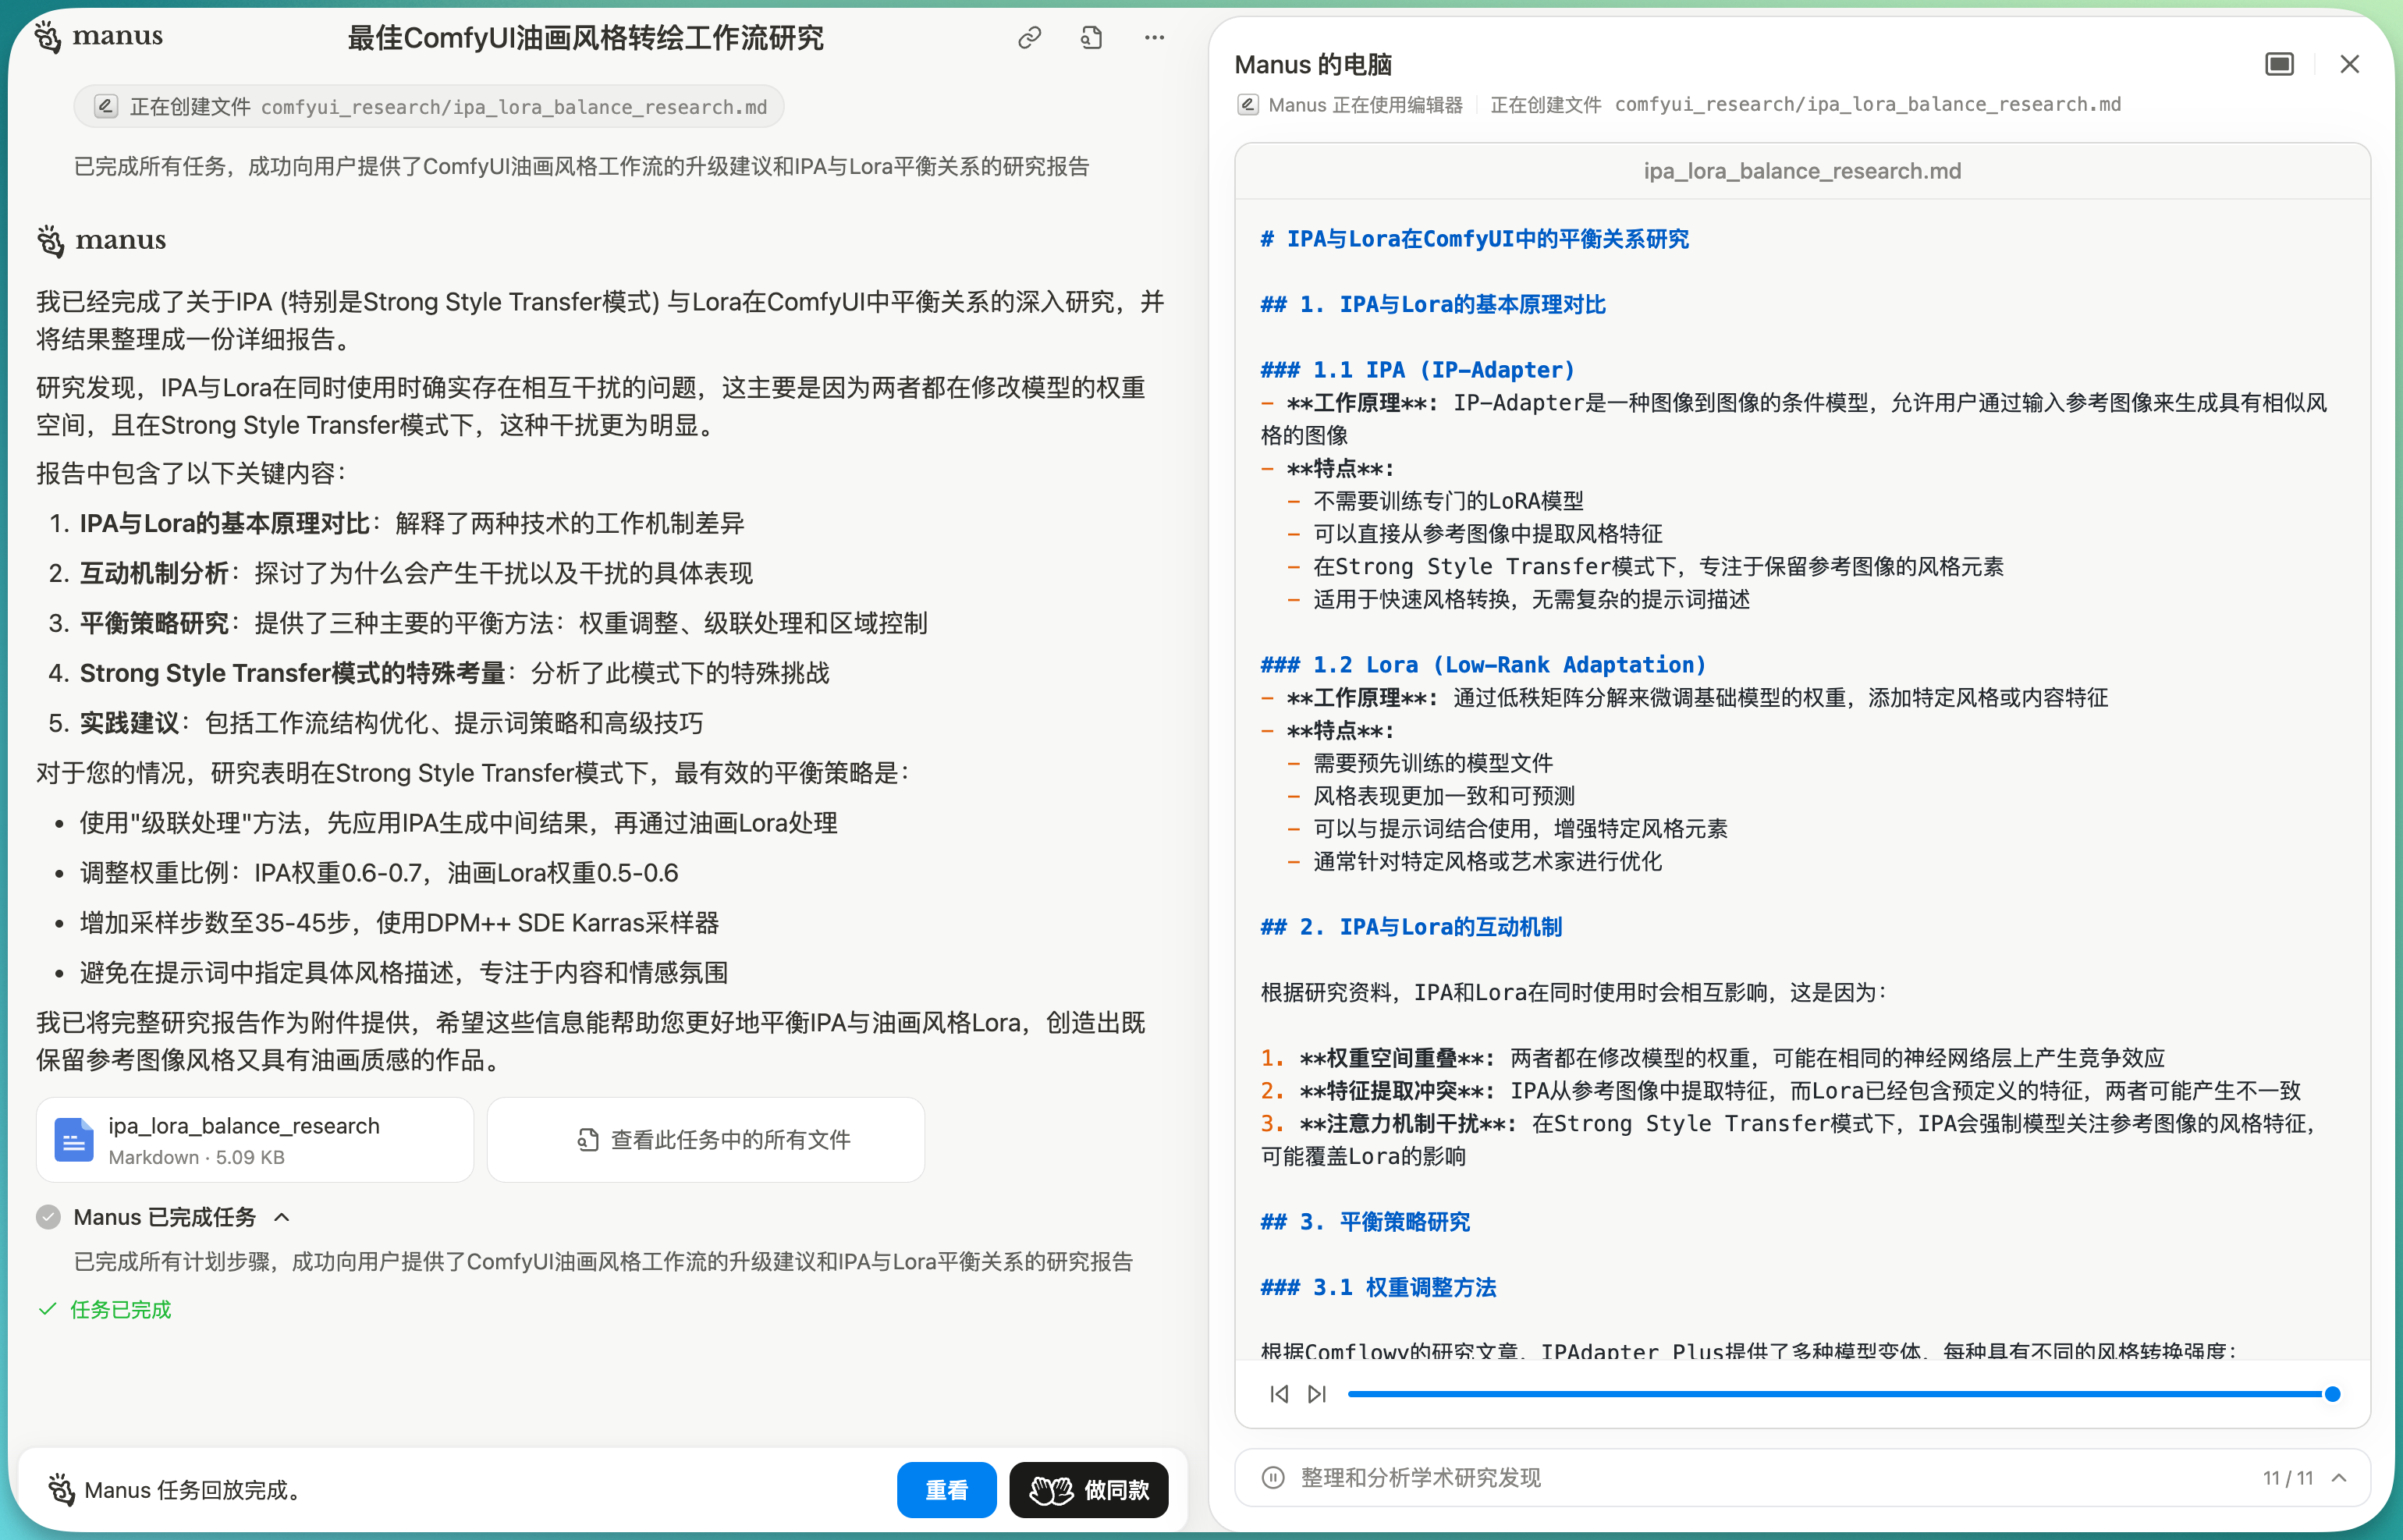 manus
最佳ComfyUI油画风格转绘工作流研究
正在创建文件 comfyui_research/ipa_lora_balance_research.md
已完成所有任务，成功向用户提供了ComfyUI油画风格工作流的升级建议和IPA与Lora平衡关系的研究报告
manus
我已经完成了关于IPA (特别是Strong Style Transfer模式) 与Lora在ComfyUI中平衡关系的深入研究，并
将结果整理成一份详细报告。
研究发现，IPA与Lora在同时使用时确实存在相互干扰的问题，这主要是因为两者都在修改模型的权重
空间，且在Strong Style Transfer模式下，这种干扰更为明显。
报告中包含了以下关键内容：
1. IPA与Lora的基本原理对比：解释了两种技术的工作机制差异
2. 互动机制分析：探讨了为什么会产生干扰以及干扰的具体表现
3. 平衡策略研究：提供了三种主要的平衡方法：权重调整、级联处理和区域控制
4. Strong Style Transfer模式的特殊考量：分析了此模式下的特殊挑战
5. 实践建议：包括工作流结构优化、提示词策略和高级技巧
对于您的情况，研究表明在Strong Style Transfer模式下，最有效的平衡策略是：
• 使用"级联处理"方法，先应用IPA生成中间结果，再通过油画Lora处理
• 调整权重比例：IPA权重0.6-0.7，油画Lora权重0.5-0.6
• 增加采样步数至35-45步，使用DPM++ SDE Karras采样器
• 避免在提示词中指定具体风格描述，专注于内容和情感氛围
我已将完整研究报告作为附件提供，希望这些信息能帮助您更好地平衡IPA与油画风格Lora，创造出既
保留参考图像风格又具有油画质感的作品。
ipa_lora_balance_research
Markdown · 5.09 KB
查看此任务中的所有文件
Manus 已完成任务
已完成所有计划步骤，成功向用户提供了ComfyUI油画风格工作流的升级建议和IPA与Lora平衡关系的研究报告
任务已完成
Manus 任务回放完成。
重看
做同款
Manus 的电脑
Manus 正在使用编辑器 正在创建文件 comfyui_research/ipa_lora_balance_research.md
ipa_lora_balance_research.md
# IPA与Lora在ComfyUI中的平衡关系研究
## 1. IPA与Lora的基本原理对比
### 1.1 IPA (IP-Adapter)
- **工作原理**: IP-Adapter是一种图像到图像的条件模型，允许用户通过输入参考图像来生成具有相似风
格的图像
- **特点**:
- 不需要训练专门的LoRA模型
- 可以直接从参考图像中提取风格特征
- 在Strong Style Transfer模式下，专注于保留参考图像的风格元素
- 适用于快速风格转换，无需复杂的提示词描述
### 1.2 Lora (Low-Rank Adaptation)
- **工作原理**: 通过低秩矩阵分解来微调基础模型的权重，添加特定风格或内容特征
- **特点**:
- 需要预先训练的模型文件
- 风格表现更加一致和可预测
- 可以与提示词结合使用，增强特定风格元素
- 通常针对特定风格或艺术家进行优化
## 2. IPA与Lora的互动机制
根据研究资料，IPA和Lora在同时使用时会相互影响，这是因为：
1. **权重空间重叠**: 两者都在修改模型的权重，可能在相同的神经网络层上产生竞争效应
2. **特征提取冲突**: IPA从参考图像中提取特征，而Lora已经包含预定义的特征，两者可能产生不一致
3. **注意力机制干扰**: 在Strong Style Transfer模式下，IPA会强制模型关注参考图像的风格特征，
可能覆盖Lora的影响
## 3. 平衡策略研究
### 3.1 权重调整方法
根据Comflowy的研究文章，IPAdapter Plus提供了多种模型变体，每种具有不同的风格转换强度：
整理和分析学术研究发现
11 / 11